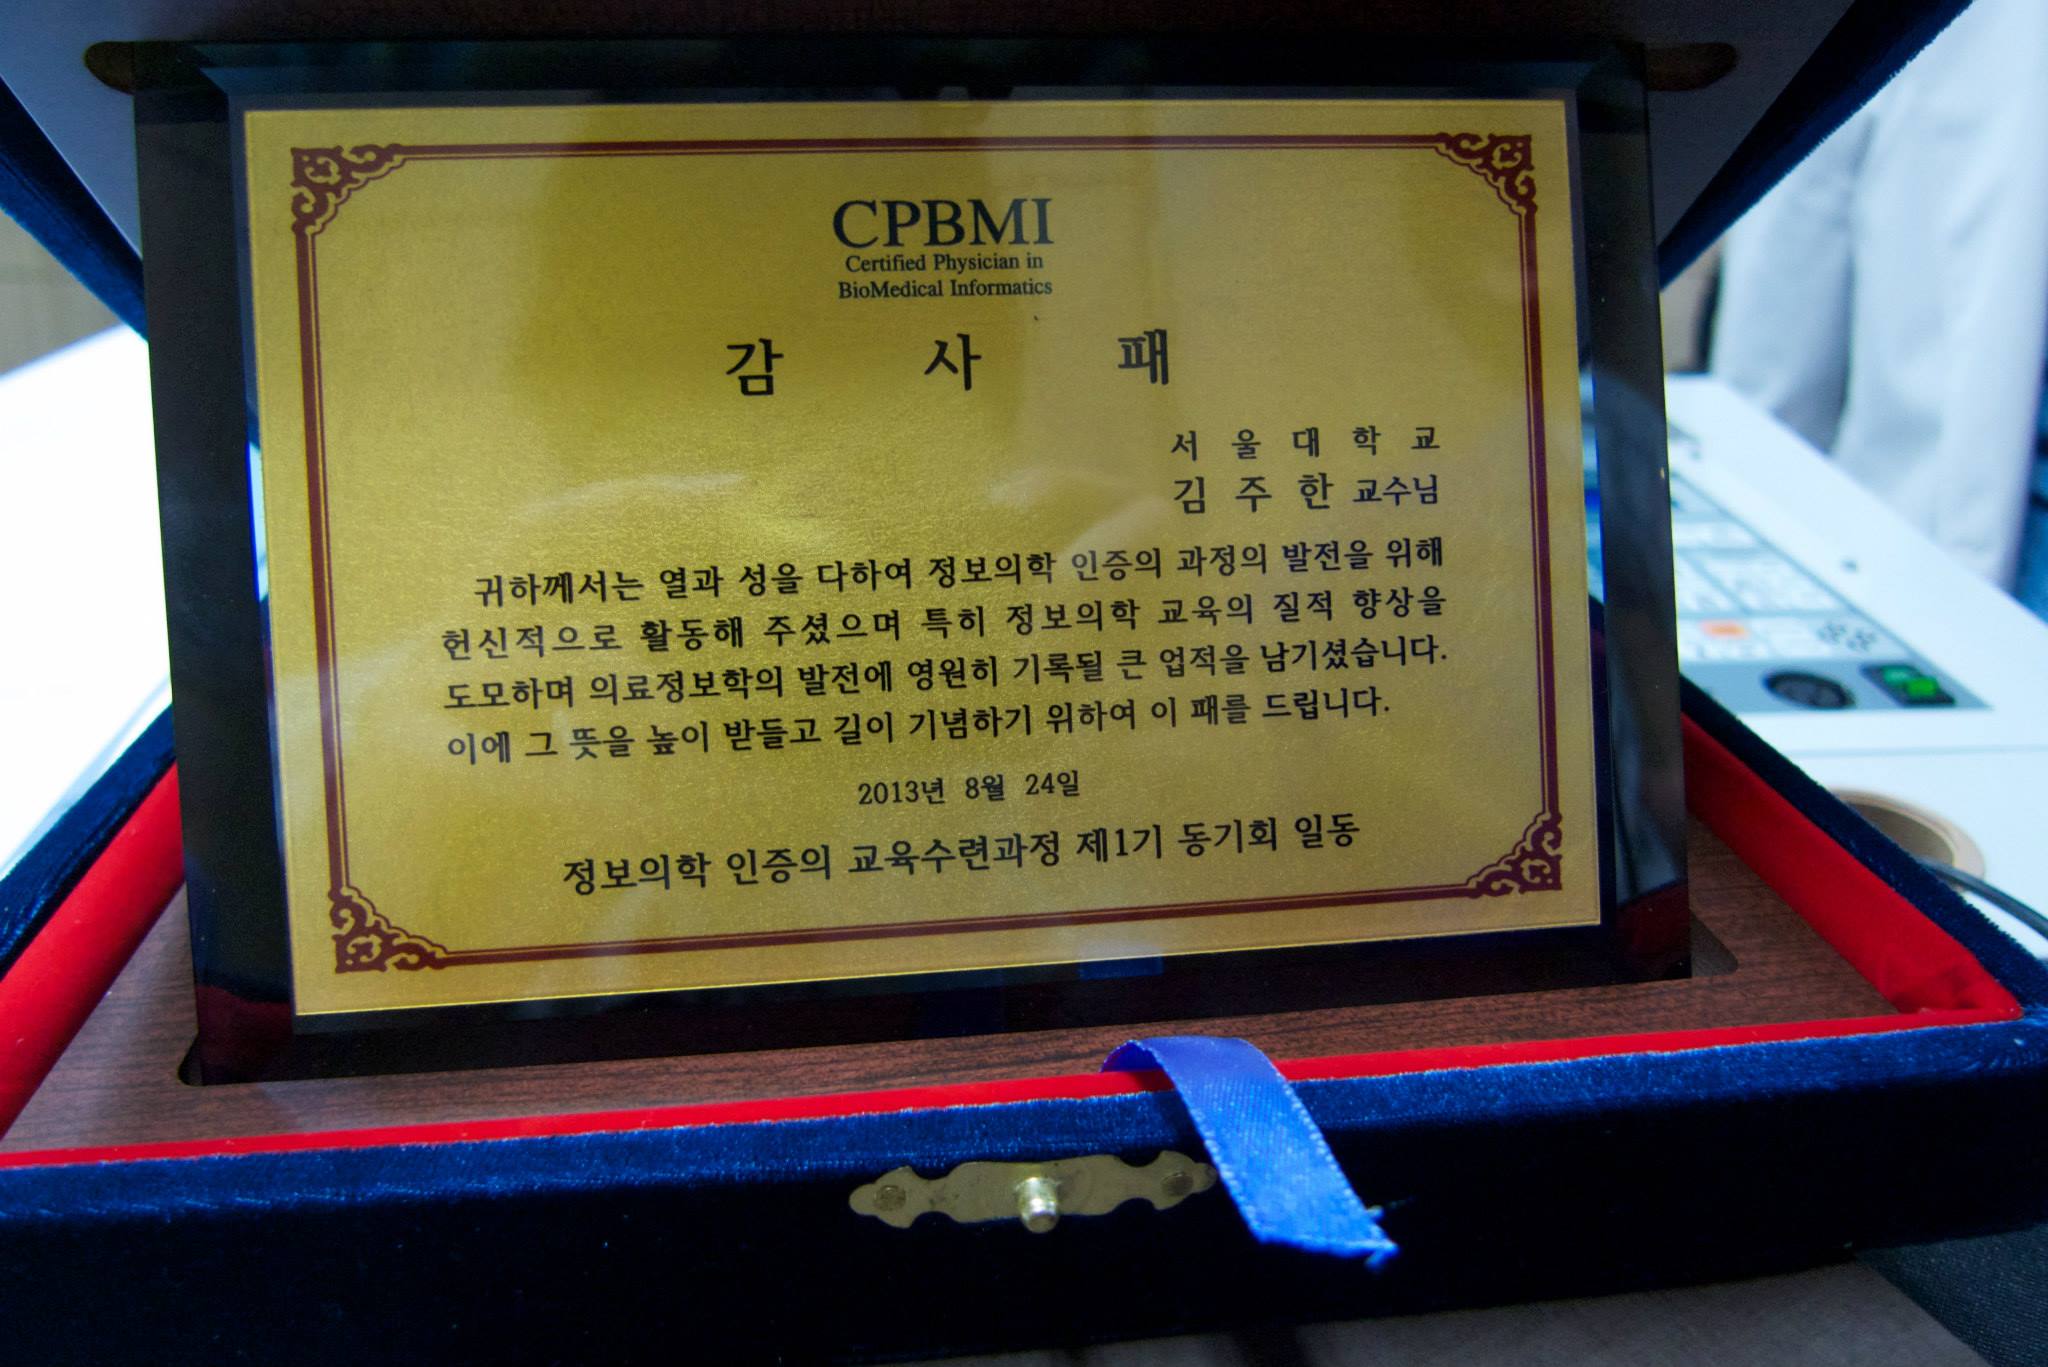 CPBMI
Certified Physician in
BioMedical Informatics
감 사 패
서 울 대 학 교
김 주 한 교수님
귀하께서는 열과 성을 다하여 정보의학 인증의 과정의 발전을 위해
헌신적으로 활동해 주셨으며 특히 정보의학 교육의 질적 향상을
도모하며 의료정보학의 발전에 영원히 기록될 큰 업적을 남기셨습니다.
이에 그 뜻을 높이 받들고 길이 기념하기 위하여 이 패를 드립니다.
2013년 8월 24일
정보의학 인증의 교육수련과정 제1기 동기회 일동